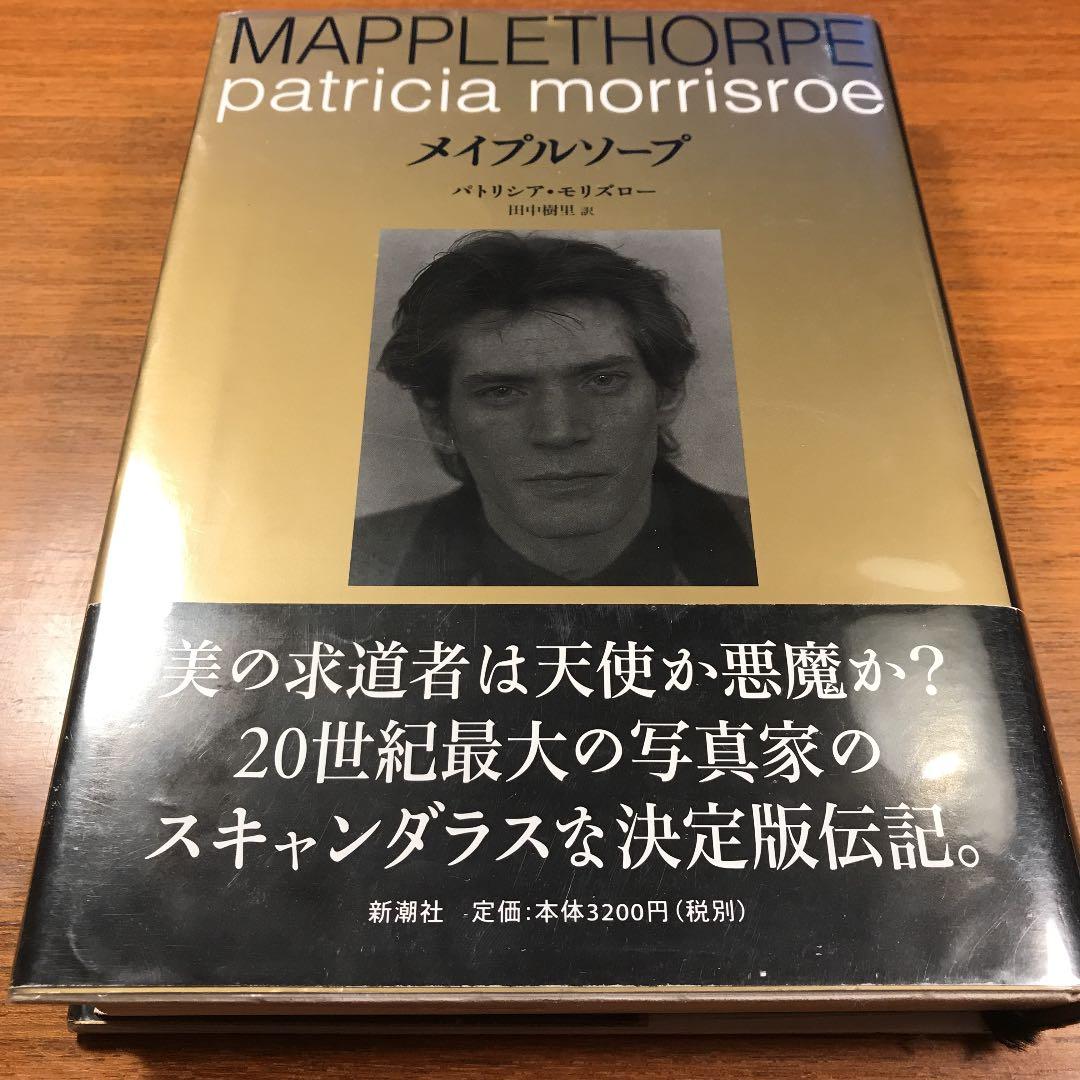 MAPPLETHORPE
patricia morrisroe
メイプルソープ
パトリシア・モリズロー
田中樹里 訳
美の求道者は天使か悪魔か?
20世紀最大の写真家の
スキャンダラスな決定版伝記。
新潮社 定価:本体3200円(税別)